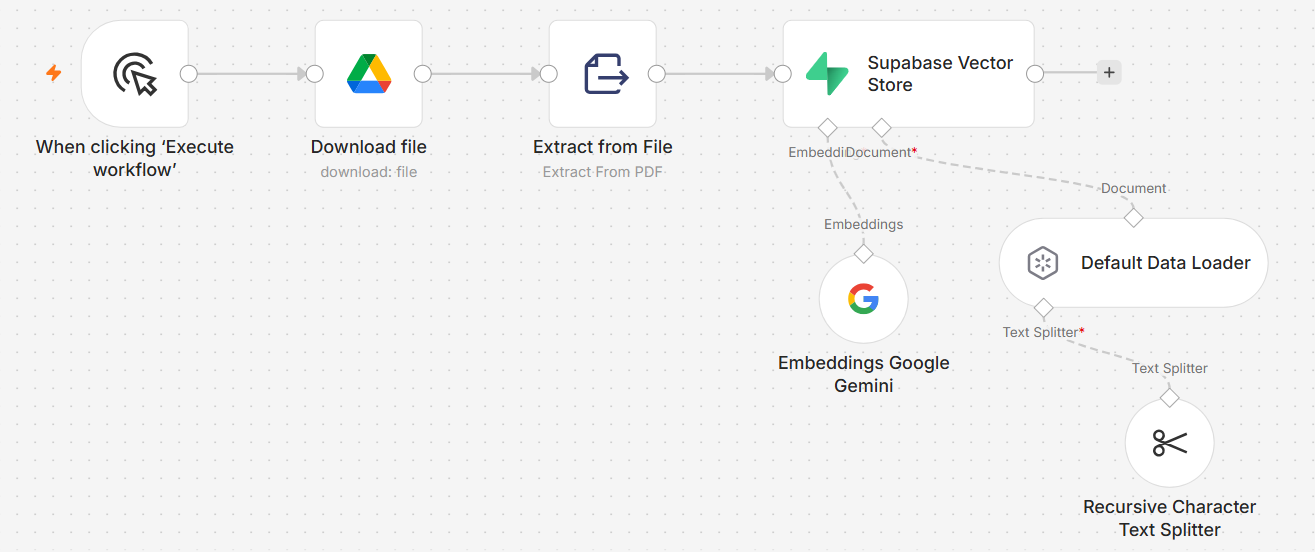 Supabase Vector
Store
When clicking ‘Execute
workflow’
Download file
download: file
Extract from File
Extract From PDF
Document*
Document
Embeddings
Default Data Loader
Text Splitter*
Embeddings Google
Gemini
Text Splitter
Recursive Character
Text Splitter